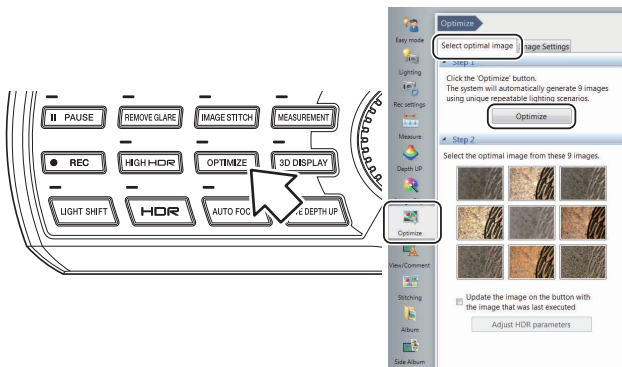 PAUSE
REMOVE GLARE
IMAGE STITCH
MEASUREMENT
REC
HIGH HDR
OPTIMIZE
3D DISPLAY
LIGHT SHIFT
HDR
AUTO FOC
DEPTH UP
Optimize
Easy mode
Select optimal image
mage Settings
Step 1
Lighting
Click the 'Optimize' button.
The system will automatically generate 9 images
using unique repeatable lighting scenarios.
Rec settings
Optimize
Measure
Step 2
Select the optimal image from these 9 images.
Depth UP
Optimize
View/Comment
Stitching
Update the image on the button with
the image that was last executed
Adjust HDR parameters
Album
Side Album